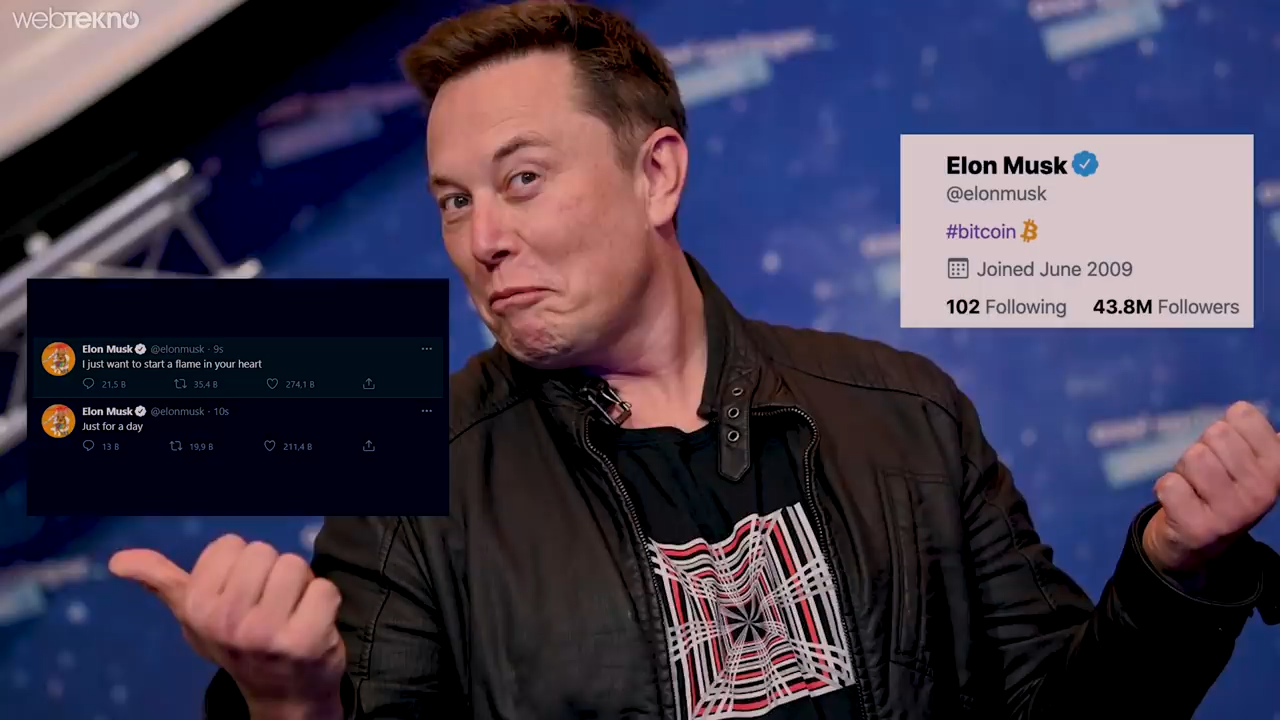 webtekno
Elon Musk @elonmusk · 9s
I just want to start a flame in your heart
21,5 B 35,4 B 274,1 B
Elon Musk @elonmusk · 10s
Just for a day
13 B 19,9 B 211,4 B
Elon Musk
@elonmusk
#bitcoin
Joined June 2009
102 Following 43.8M Followers